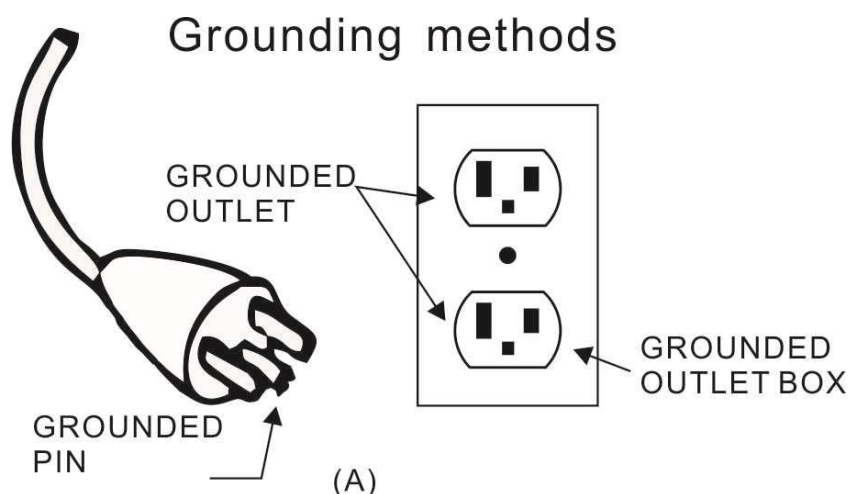 Grounding methods
GROUNDED
OUTLET
GROUNDED
OUTLET BOX
GROUNDED
PIN
(A)